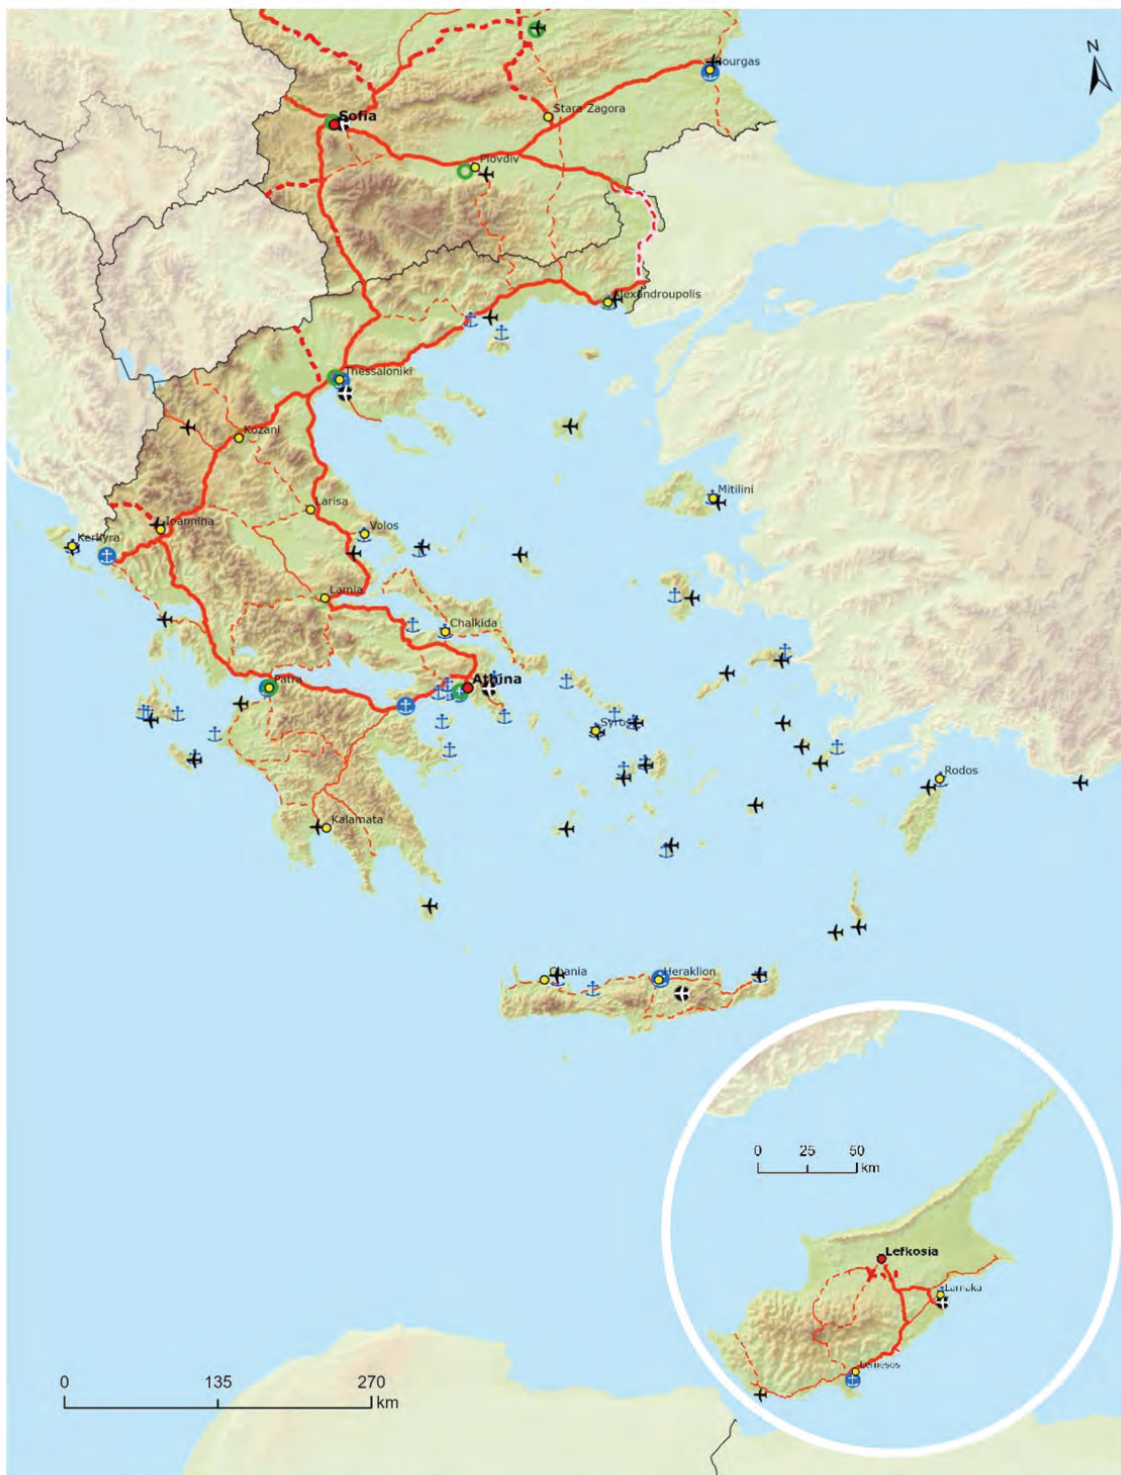 N
Bourgas
Stara Zagora
Sofia
Plovdiv
Alexandroupolis
Thessaloniki
Kozani
Mitilini
Larisa
Ioannina
Volos
Kerkyra
Lamia
Chalkida
Athina
Patra
Syros
Rodos
Kalamata
Chania
Heraklion
0 25 50
km
Lefkosia
Larnaka
Lemesos
0 135 270
km